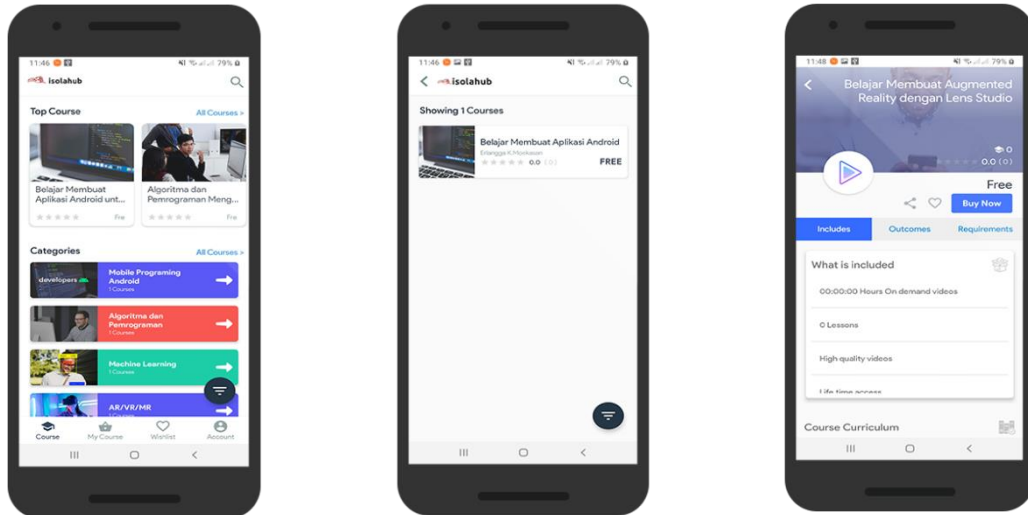 11:46
79%
isolahub
Top Course
All Courses >
Belajar Membuat
Aplikasi Android unt...
Fre
Algoritma dan
Pemrograman Meng...
Fre
Categories
All Courses >
developers
Mobile Programing
Android
1 Courses
Algoritma dan
Pemrograman
1 Courses
Machine Learning
1 Courses
AR/VR/MR
1 Courses
Course
My Course
Wishlist
Account
11:46
79%
isolahub
Showing 1 Courses
Belajar Membuat Aplikasi Android
0.0 (0)
FREE
11:48
79%
Belajar Membuat Augmented
Reality dengan Lens Studio
0
0.0 (0)
Free
Buy Now
Includes
Outcomes
Requirements
What is included
00:00:00 Hours On demand videos
0 Lessons
High quality videos
Life time access
Course Curriculum